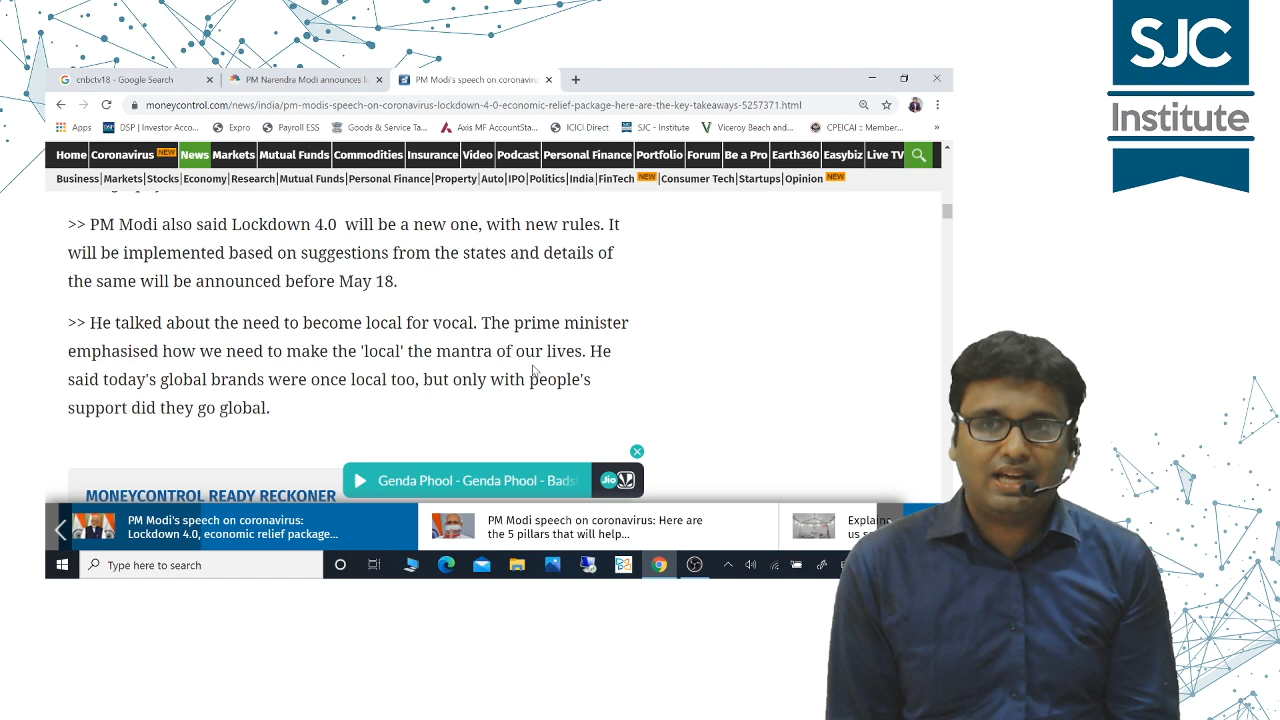 SJC
Institute
cnbctv18 - Google Search
PM Narendra Modi announces l
PM Modi's speech on coronavirus
moneycontrol.com/news/india/pm-modis-speech-on-coronavirus-lockdown-4-0-economic-relief-package-here-are-the-key-takeaways-5257371.html
Apps DSP | Investor Acco... Expro Payroll ESS Goods & Service Ta... Axis MF AccountSta... ICICI Direct SJC - Institute Viceroy Beach and... CPEICAI :: Member... »
Home Coronavirus NEW News Markets Mutual Funds Commodities Insurance Video Podcast Personal Finance Portfolio Forum Be a Pro Earth360 Easybiz Live TV
Business| Markets| Stocks| Economy| Research| Mutual Funds| Personal Finance| Property| Auto| IPO| Politics| India| FinTech NEW | Consumer Tech| Startups| Opinion NEW
>> PM Modi also said Lockdown 4.0 will be a new one, with new rules. It
will be implemented based on suggestions from the states and details of
the same will be announced before May 18.
>> He talked about the need to become local for vocal. The prime minister
emphasised how we need to make the 'local' the mantra of our lives. He
said today's global brands were once local too, but only with people's
support did they go global.
Genda Phool - Genda Phool - Bads
Jio
MONEYCONTROL READY RECKONER
PM Modi's speech on coronavirus:
Lockdown 4.0, economic relief package...
PM Modi speech on coronavirus: Here are
the 5 pillars that will help...
Explaine
us s
Type here to search